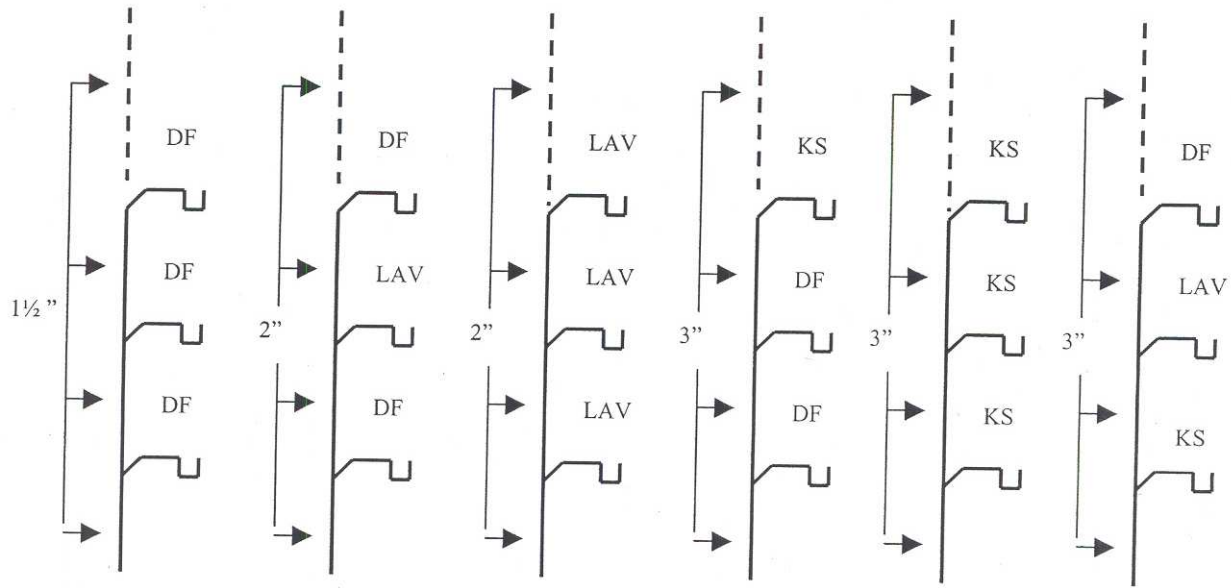 DF DF LAV KS KS DF
DF LAV LAV DF KS LAV
1½” 2” 2” 3” 3” 3”
DF DF LAV DF KS KS